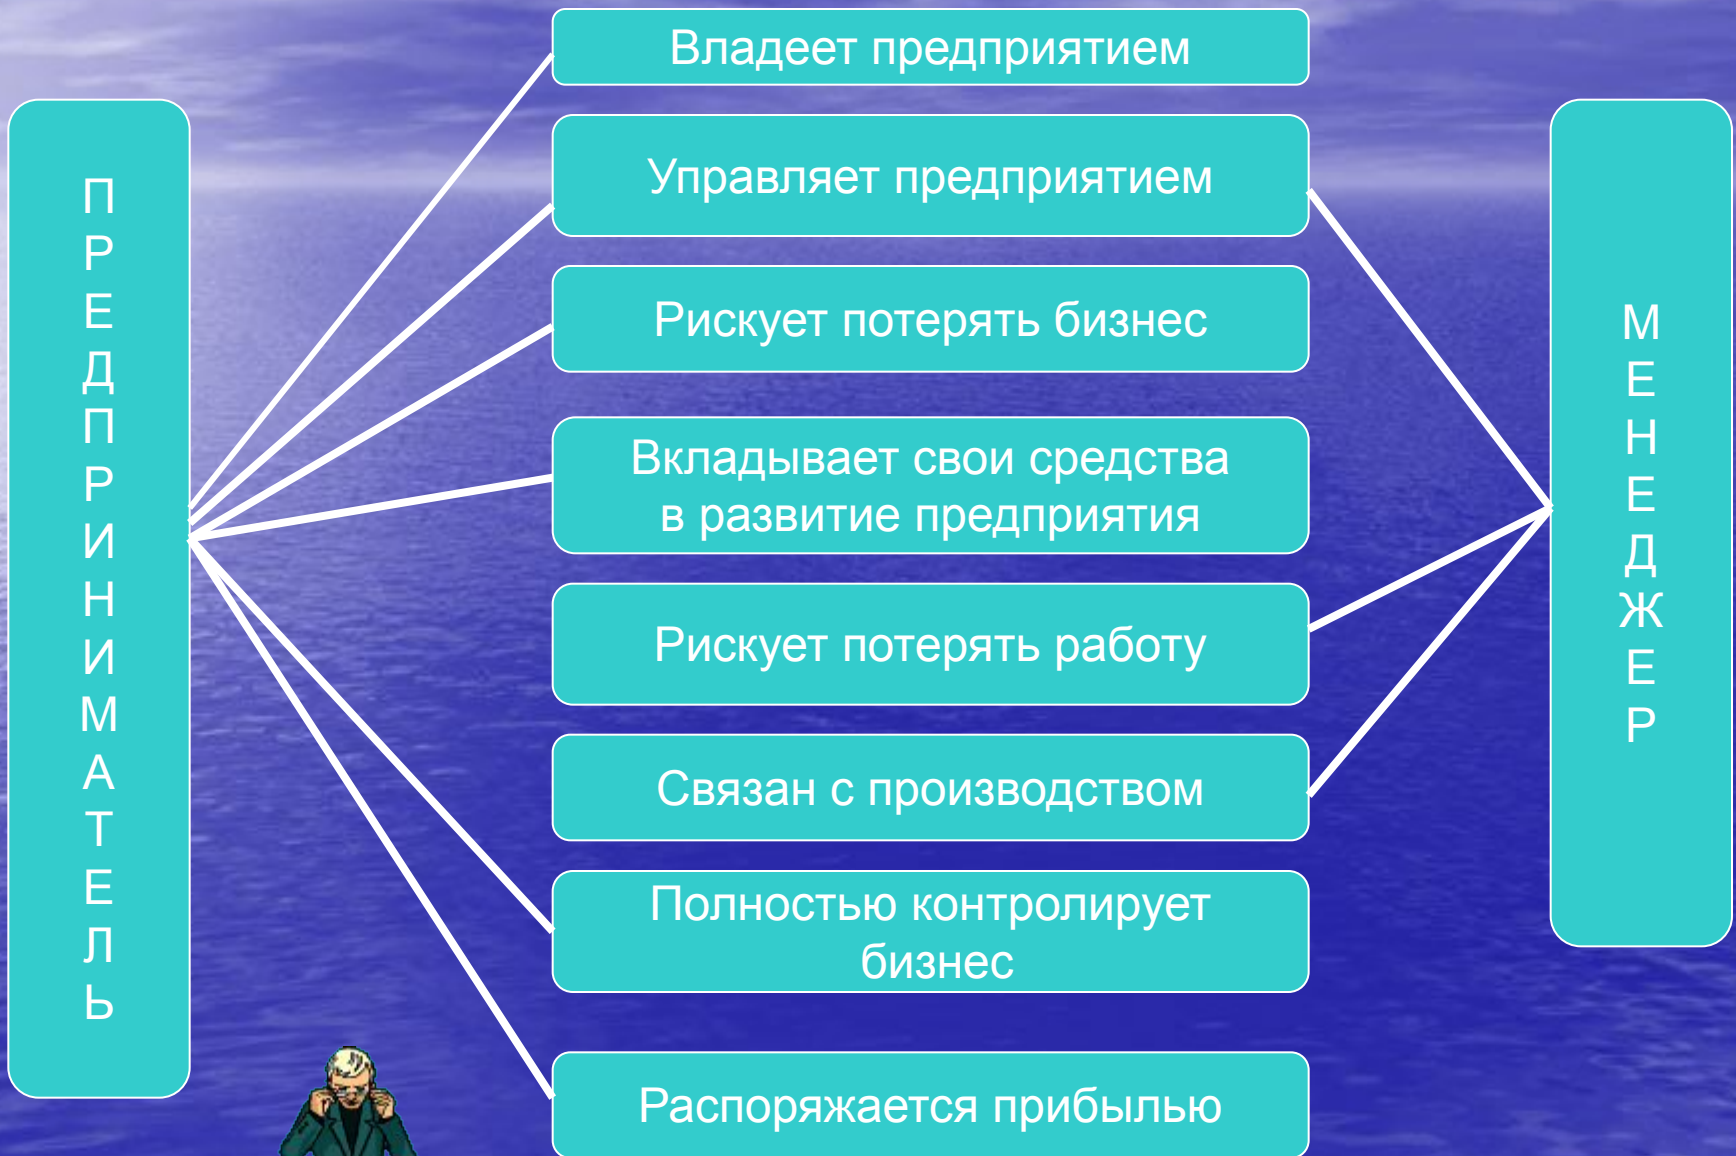 ПРЕДПРИНИМАТЕЛЬ
Владеет предприятием
Управляет предприятием
Рискует потерять бизнес
Вкладывает свои средства
в развитие предприятия
Рискует потерять работу
Связан с производством
Полностью контролирует
бизнес
Распоряжается прибылью
МЕНЕДЖЕР